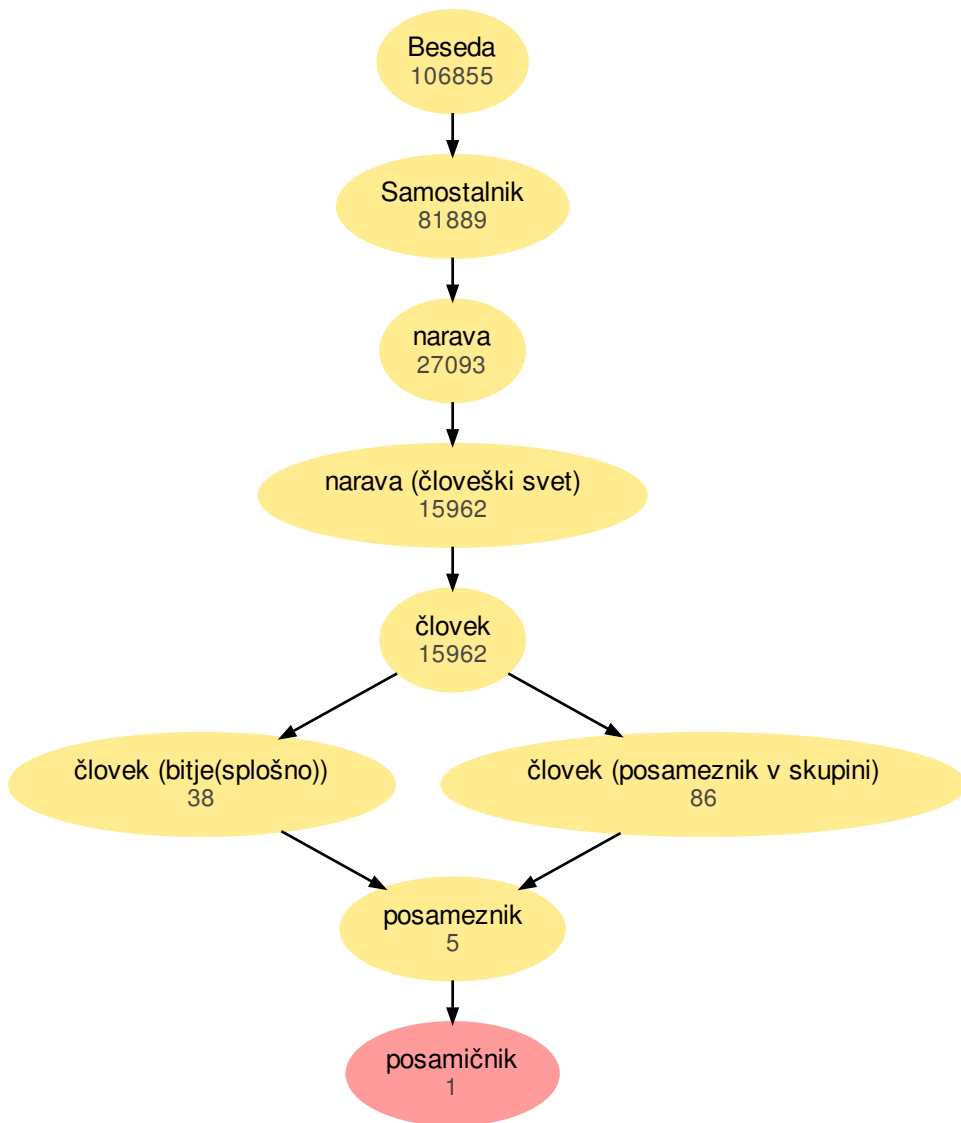 Beseda
106855
Samostalnik
81889
narava
27093
narava (človeški svet)
15962
človek
15962
človek (bitje(splošno))
38
človek (posameznik v skupini)
86
posameznik
5
posamičnik
1